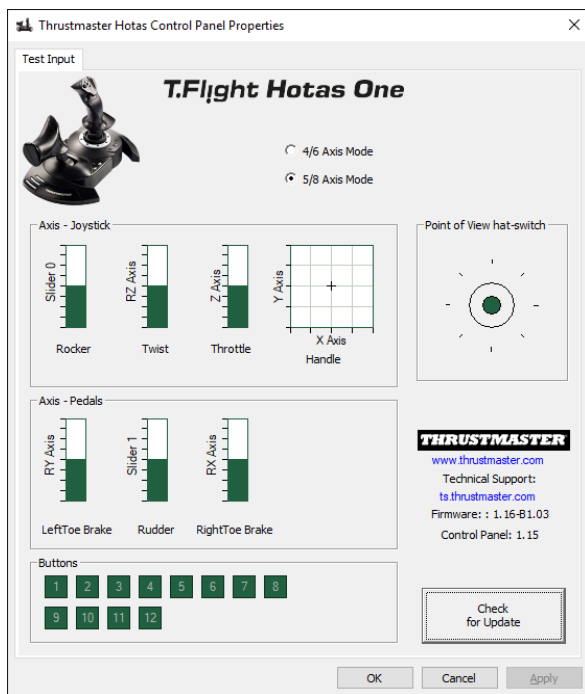 Thrustmaster Hotas Control Panel Properties
Test Input
T.Flight Hotas One
4/6 Axis Mode
5/8 Axis Mode
Axis - Joystick
Slider 0
RZ Axis
Z Axis
Y Axis
X Axis
Rocker
Twist
Throttle
Handle
Point of View hat-switch
Axis - Pedals
RY Axis
Slider 1
RX Axis
LeftToe Brake
Rudder
RightToe Brake
THRUSTMASTER
www.thrustmaster.com
Technical Support:
ts.thrustmaster.com
Firmware: : 1.16-B1.03
Control Panel: 1.15
Buttons
1 2 3 4 5 6 7 8
9 10 11 12
Check
for Update
OK Cancel Apply